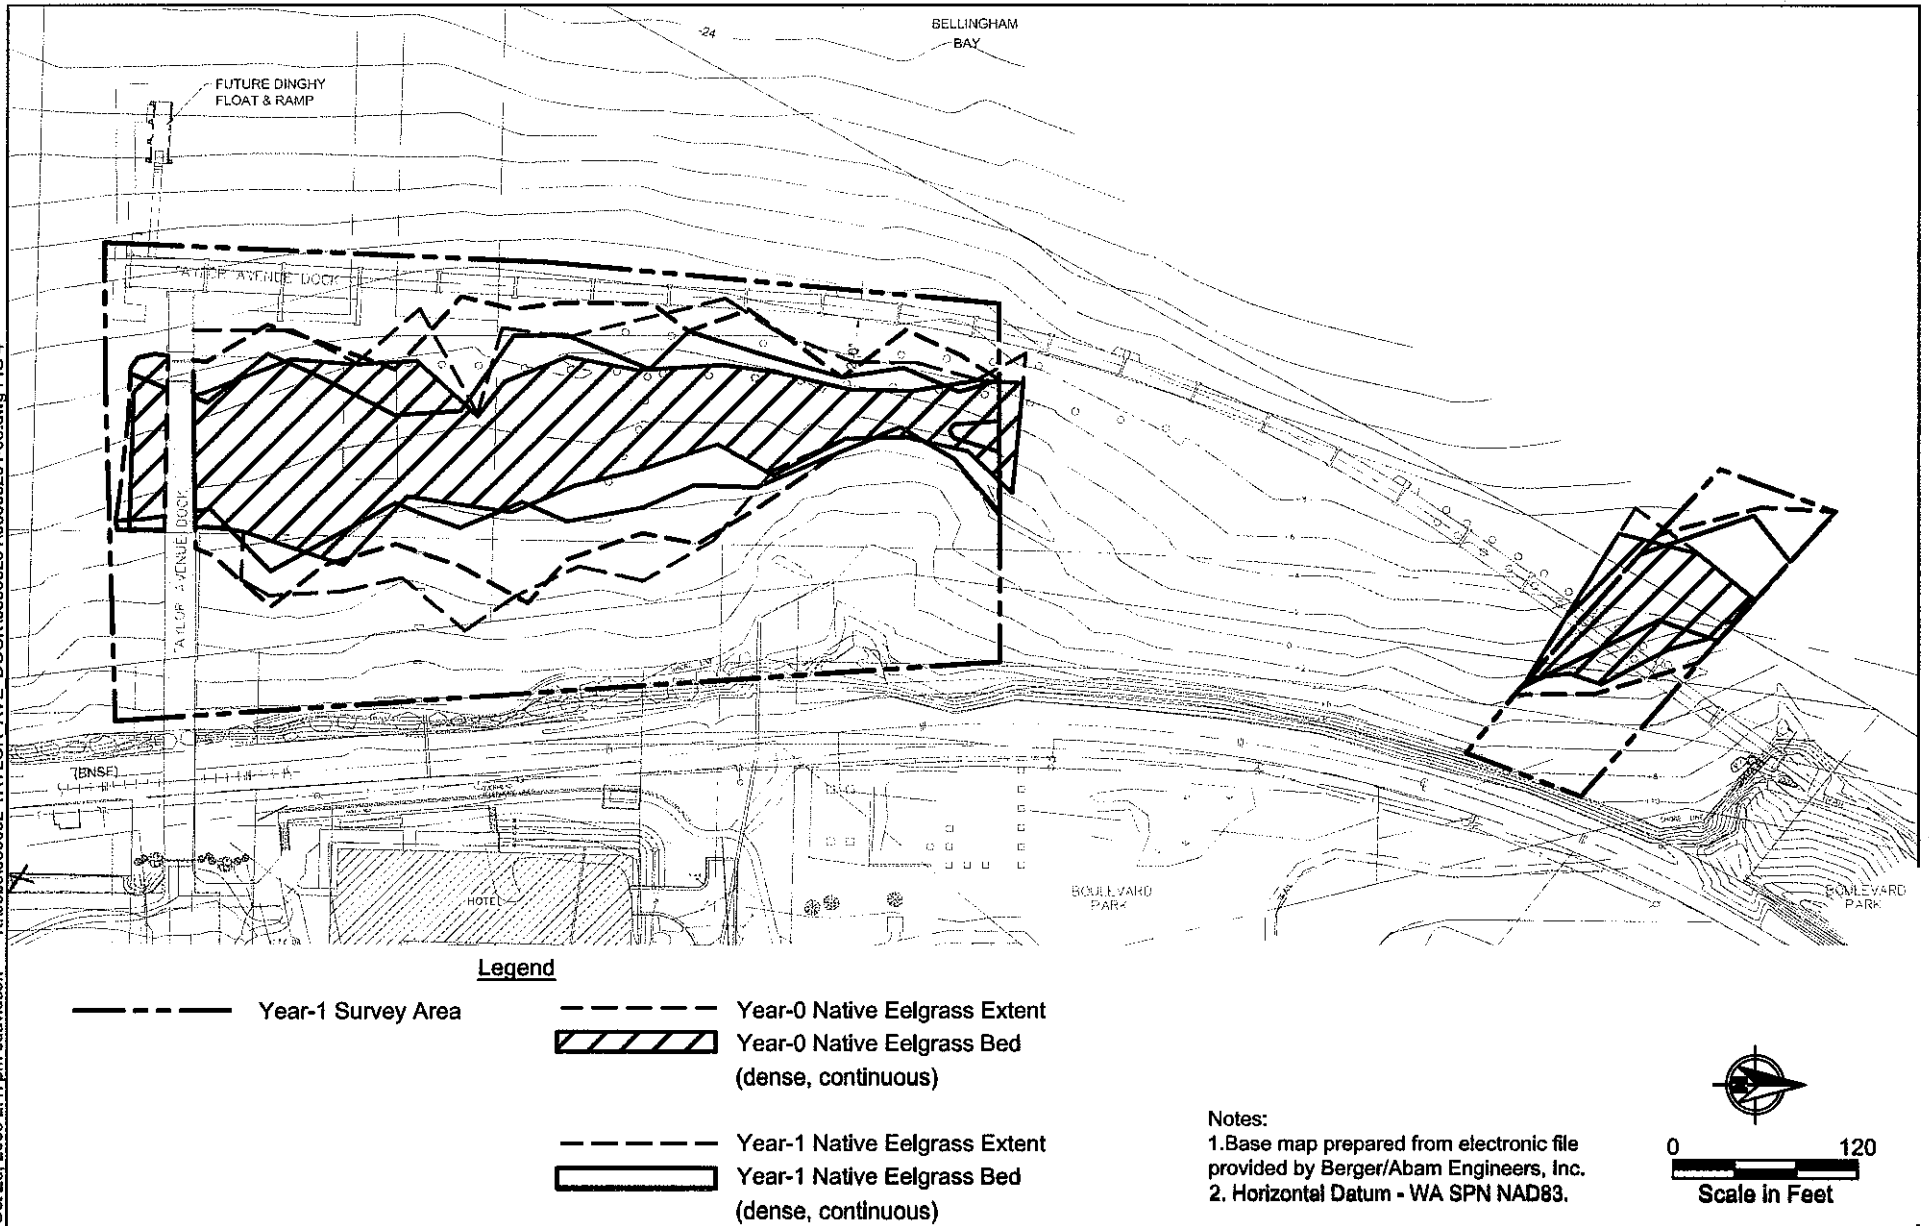 BELLINGHAM
BAY
-24
FUTURE DINGHY
FLOAT & RAMP
AVENUE DOCK
TAYLOR AVENUE DOCK
(BNSF)
HOTEL
BOULEVARD
PARK
SHORE LINE
BOULEVARD
PARK
Legend
Year-1 Survey Area
Year-0 Native Eelgrass Extent
Year-0 Native Eelgrass Bed
(dense, continuous)
Year-1 Native Eelgrass Extent
Year-1 Native Eelgrass Bed
(dense, continuous)
Notes:
1.Base map prepared from electronic file
provided by Berger/Abam Engineers, Inc.
2. Horizontal Datum - WA SPN NAD83.
0 120
Scale in Feet